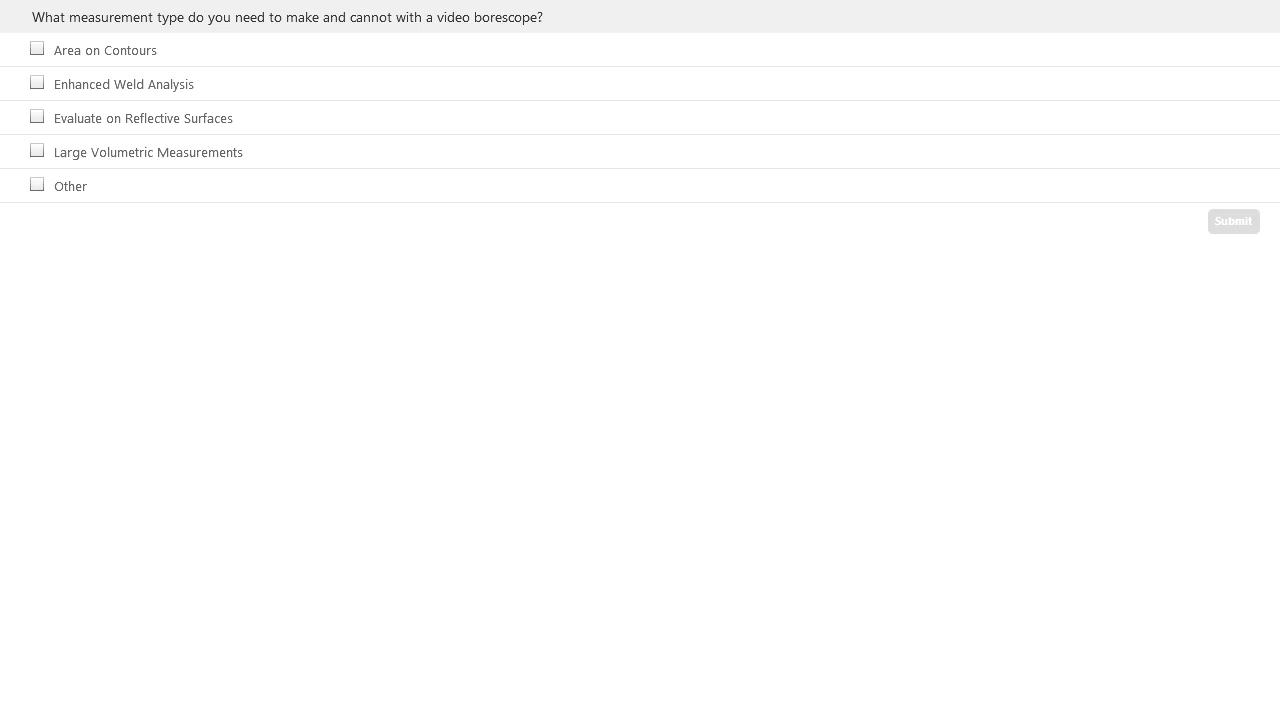 What measurement type do you need to make and cannot with a video borescope?
Area on Contours
Enhanced Weld Analysis
Evaluate on Reflective Surfaces
Large Volumetric Measurements
Other
Submit